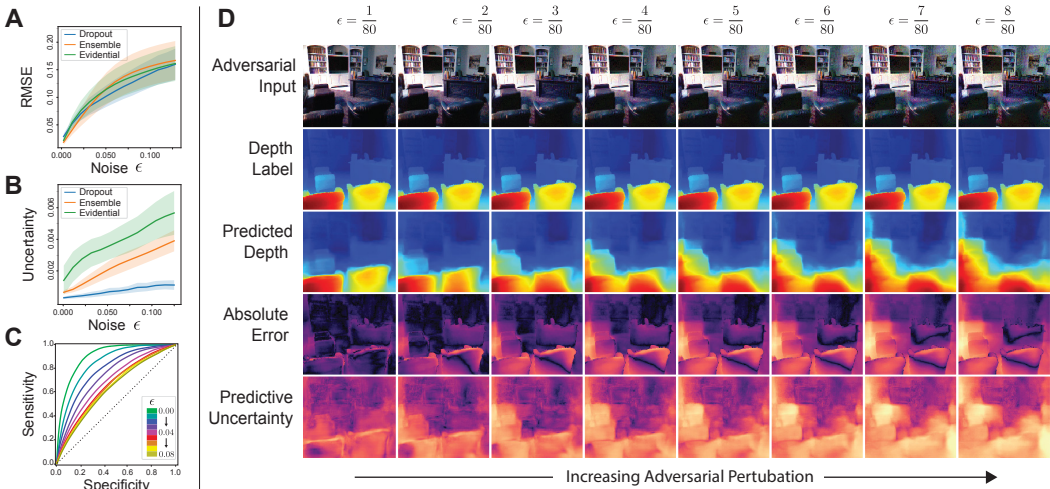 A
Dropout
Ensemble
Evidential
RMSE
0.20
0.15
0.10
0.05
0.000
0.050
0.100
Noise ϵ
B
Dropout
Ensemble
Evidential
Uncertainty
0.006
0.004
0.002
0.000
0.050
0.100
Noise ϵ
C
Sensitivity
1.0
0.8
0.6
0.4
0.2
0.0
ϵ
0.00
0.04
0.08
0.0 0.2 0.4 0.6 0.8 1.0
Specificity
D
ϵ = 1/80 ϵ = 2/80 ϵ = 3/80 ϵ = 4/80 ϵ = 5/80 ϵ = 6/80 ϵ = 7/80 ϵ = 8/80
Adversarial
Input
Depth
Label
Predicted
Depth
Absolute
Error
Predictive
Uncertainty
Increasing Adversarial Pertubation